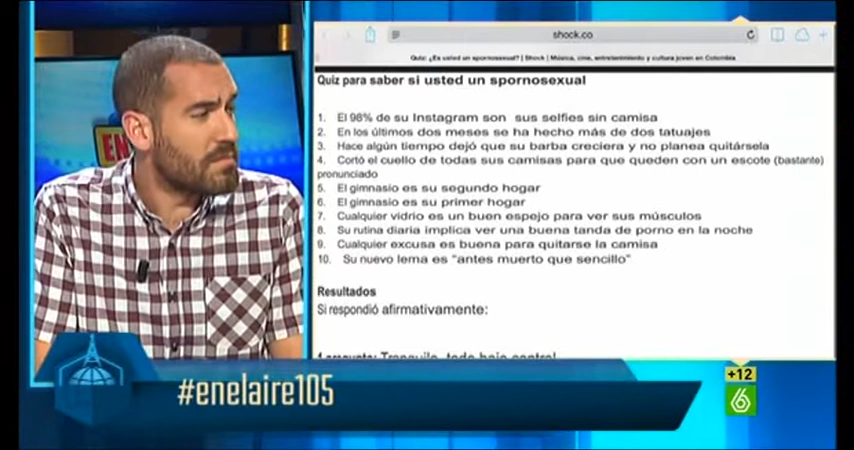 shock.co
Quiz: ¿Es usted un spornosexual? | Shock | Música, cine, entretenimiento y cultura joven en Colombia
Quiz para saber si usted un spornosexual
1. El 98% de su Instagram son sus selfies sin camisa
2. En los últimos dos meses se ha hecho más de dos tatuajes
3. Hace algún tiempo dejó que su barba creciera y no planea quitársela
4. Cortó el cuello de todas sus camisas para que queden con un escote (bastante)
pronunciado
5. El gimnasio es su segundo hogar
6. El gimnasio es su primer hogar
7. Cualquier vidrio es un buen espejo para ver sus músculos
8. Su rutina diaria implica ver una buena tanda de porno en la noche
9. Cualquier excusa es buena para quitarse la camisa
10. Su nuevo lema es "antes muerto que sencillo"
Resultados
Si respondió afirmativamente:
1 pregunta: Tranquilo, todo bajo control
EN
#enelaire105
+12
6